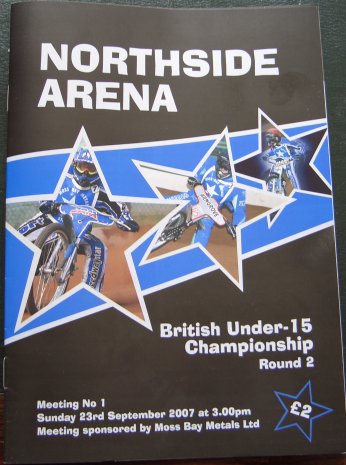 NORTHSIDE
ARENA
British Under-15
Championship
Round 2
Meeting No 1
Sunday 23rd September 2007 at 3.00pm
Meeting sponsored by Moss Bay Metals Ltd
£2